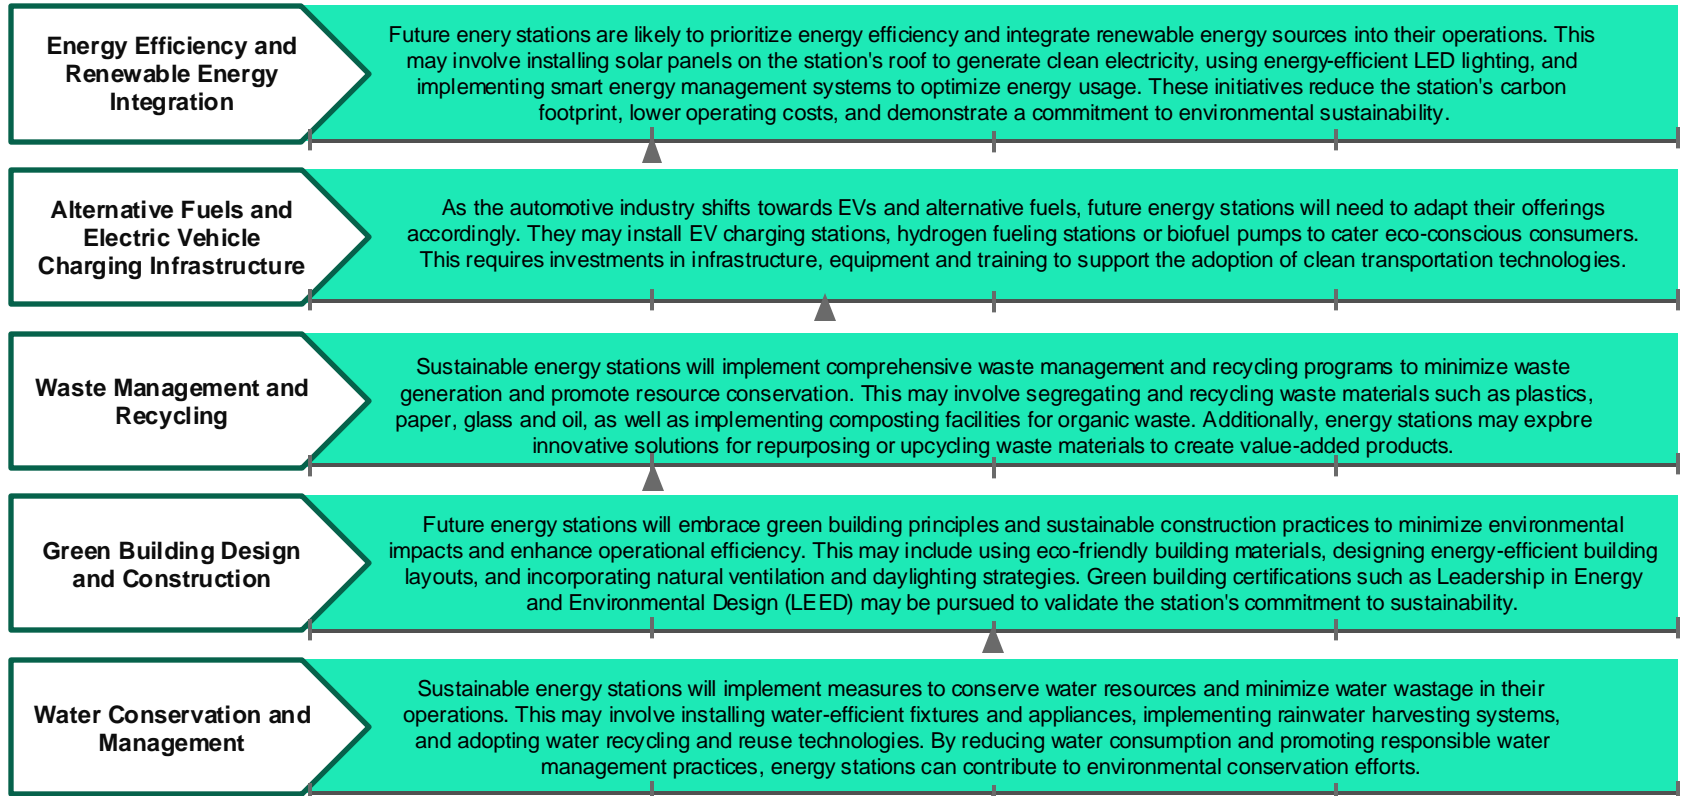 Energy Efficiency and
Renewable Energy
Integration
Future enery stations are likely to prioritize energy efficiency and integrate renewable energy sources into their operations. This
may involve installing solar panels on the station's roof to generate clean electricity, using energy-efficient LED lighting, and
implementing smart energy management systems to optimize energy usage. These initiatives reduce the station's carbon
footprint, lower operating costs, and demonstrate a commitment to environmental sustainability.
Alternative Fuels and
Electric Vehicle
Charging Infrastructure
As the automotive industry shifts towards EVs and alternative fuels, future energy stations will need to adapt their offerings
accordingly. They may install EV charging stations, hydrogen fueling stations or biofuel pumps to cater eco-conscious consumers.
This requires investments in infrastructure, equipment and training to support the adoption of clean transportation technologies.
Waste Management and
Recycling
Sustainable energy stations will implement comprehensive waste management and recycling programs to minimize waste
generation and promote resource conservation. This may involve segregating and recycling waste materials such as plastics,
paper, glass and oil, as well as implementing composting facilities for organic waste. Additionally, energy stations may explore
innovative solutions for repurposing or upcycling waste materials to create value-added products.
Green Building Design
and Construction
Future energy stations will embrace green building principles and sustainable construction practices to minimize environmental
impacts and enhance operational efficiency. This may include using eco-friendly building materials, designing energy-efficient building
layouts, and incorporating natural ventilation and daylighting strategies. Green building certifications such as Leadership in Energy
and Environmental Design (LEED) may be pursued to validate the station's commitment to sustainability.
Water Conservation and
Management
Sustainable energy stations will implement measures to conserve water resources and minimize water wastage in their
operations. This may involve installing water-efficient fixtures and appliances, implementing rainwater harvesting systems,
and adopting water recycling and reuse technologies. By reducing water consumption and promoting responsible water
management practices, energy stations can contribute to environmental conservation efforts.